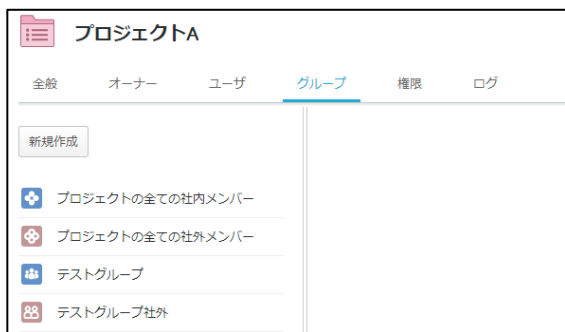 プロジェクトA
全般 オーナー ユーザ グループ 権限 ログ
新規作成
プロジェクトの全ての社内メンバー
プロジェクトの全ての社外メンバー
テストグループ
テストグループ社外